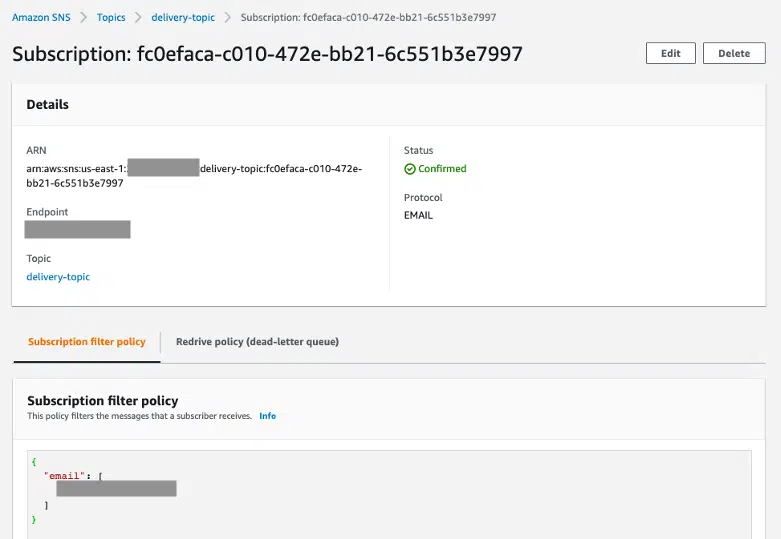 Amazon SNS > Topics > delivery-topic > Subscription: fc0efaca-c010-472e-bb21-6c551b3e7997
Subscription: fc0efaca-c010-472e-bb21-6c551b3e7997
Edit
Delete
Details
ARN
arn:aws:sns:us-east-1: delivery-topic:fc0efaca-c010-472e-
bb21-6c551b3e7997
Endpoint
Topic
delivery-topic
Status
Confirmed
Protocol
EMAIL
Subscription filter policy
Redrive policy (dead-letter queue)
Subscription filter policy
This policy filters the messages that a subscriber receives. Info
{
"email": [
]
}